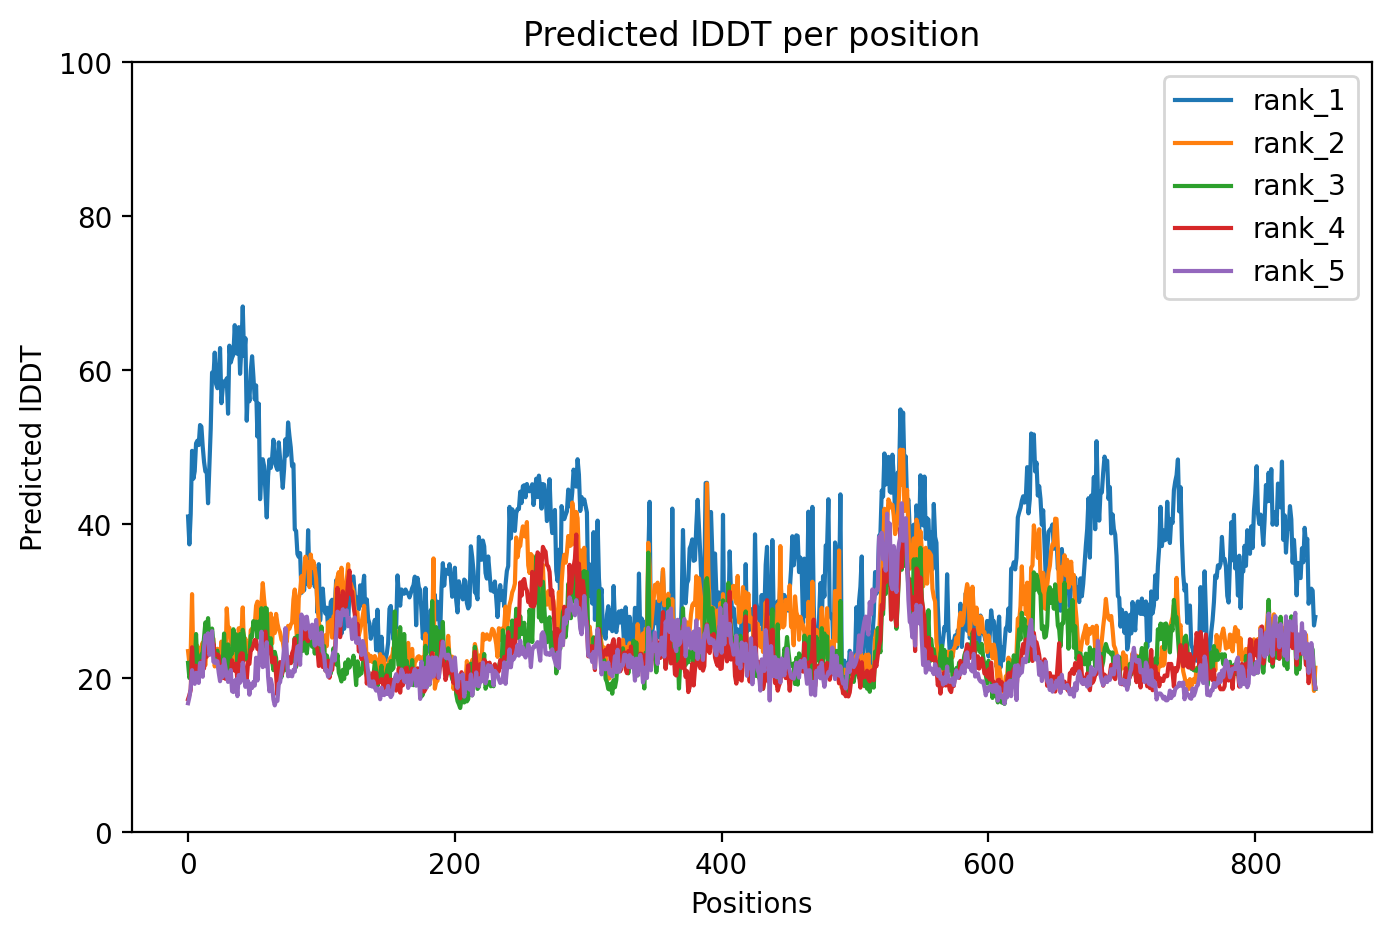 Predicted lDDT per position
100
80
60
40
20
0
Predicted lDDT
0 200 400 600 800
Positions
rank_1
rank_2
rank_3
rank_4
rank_5